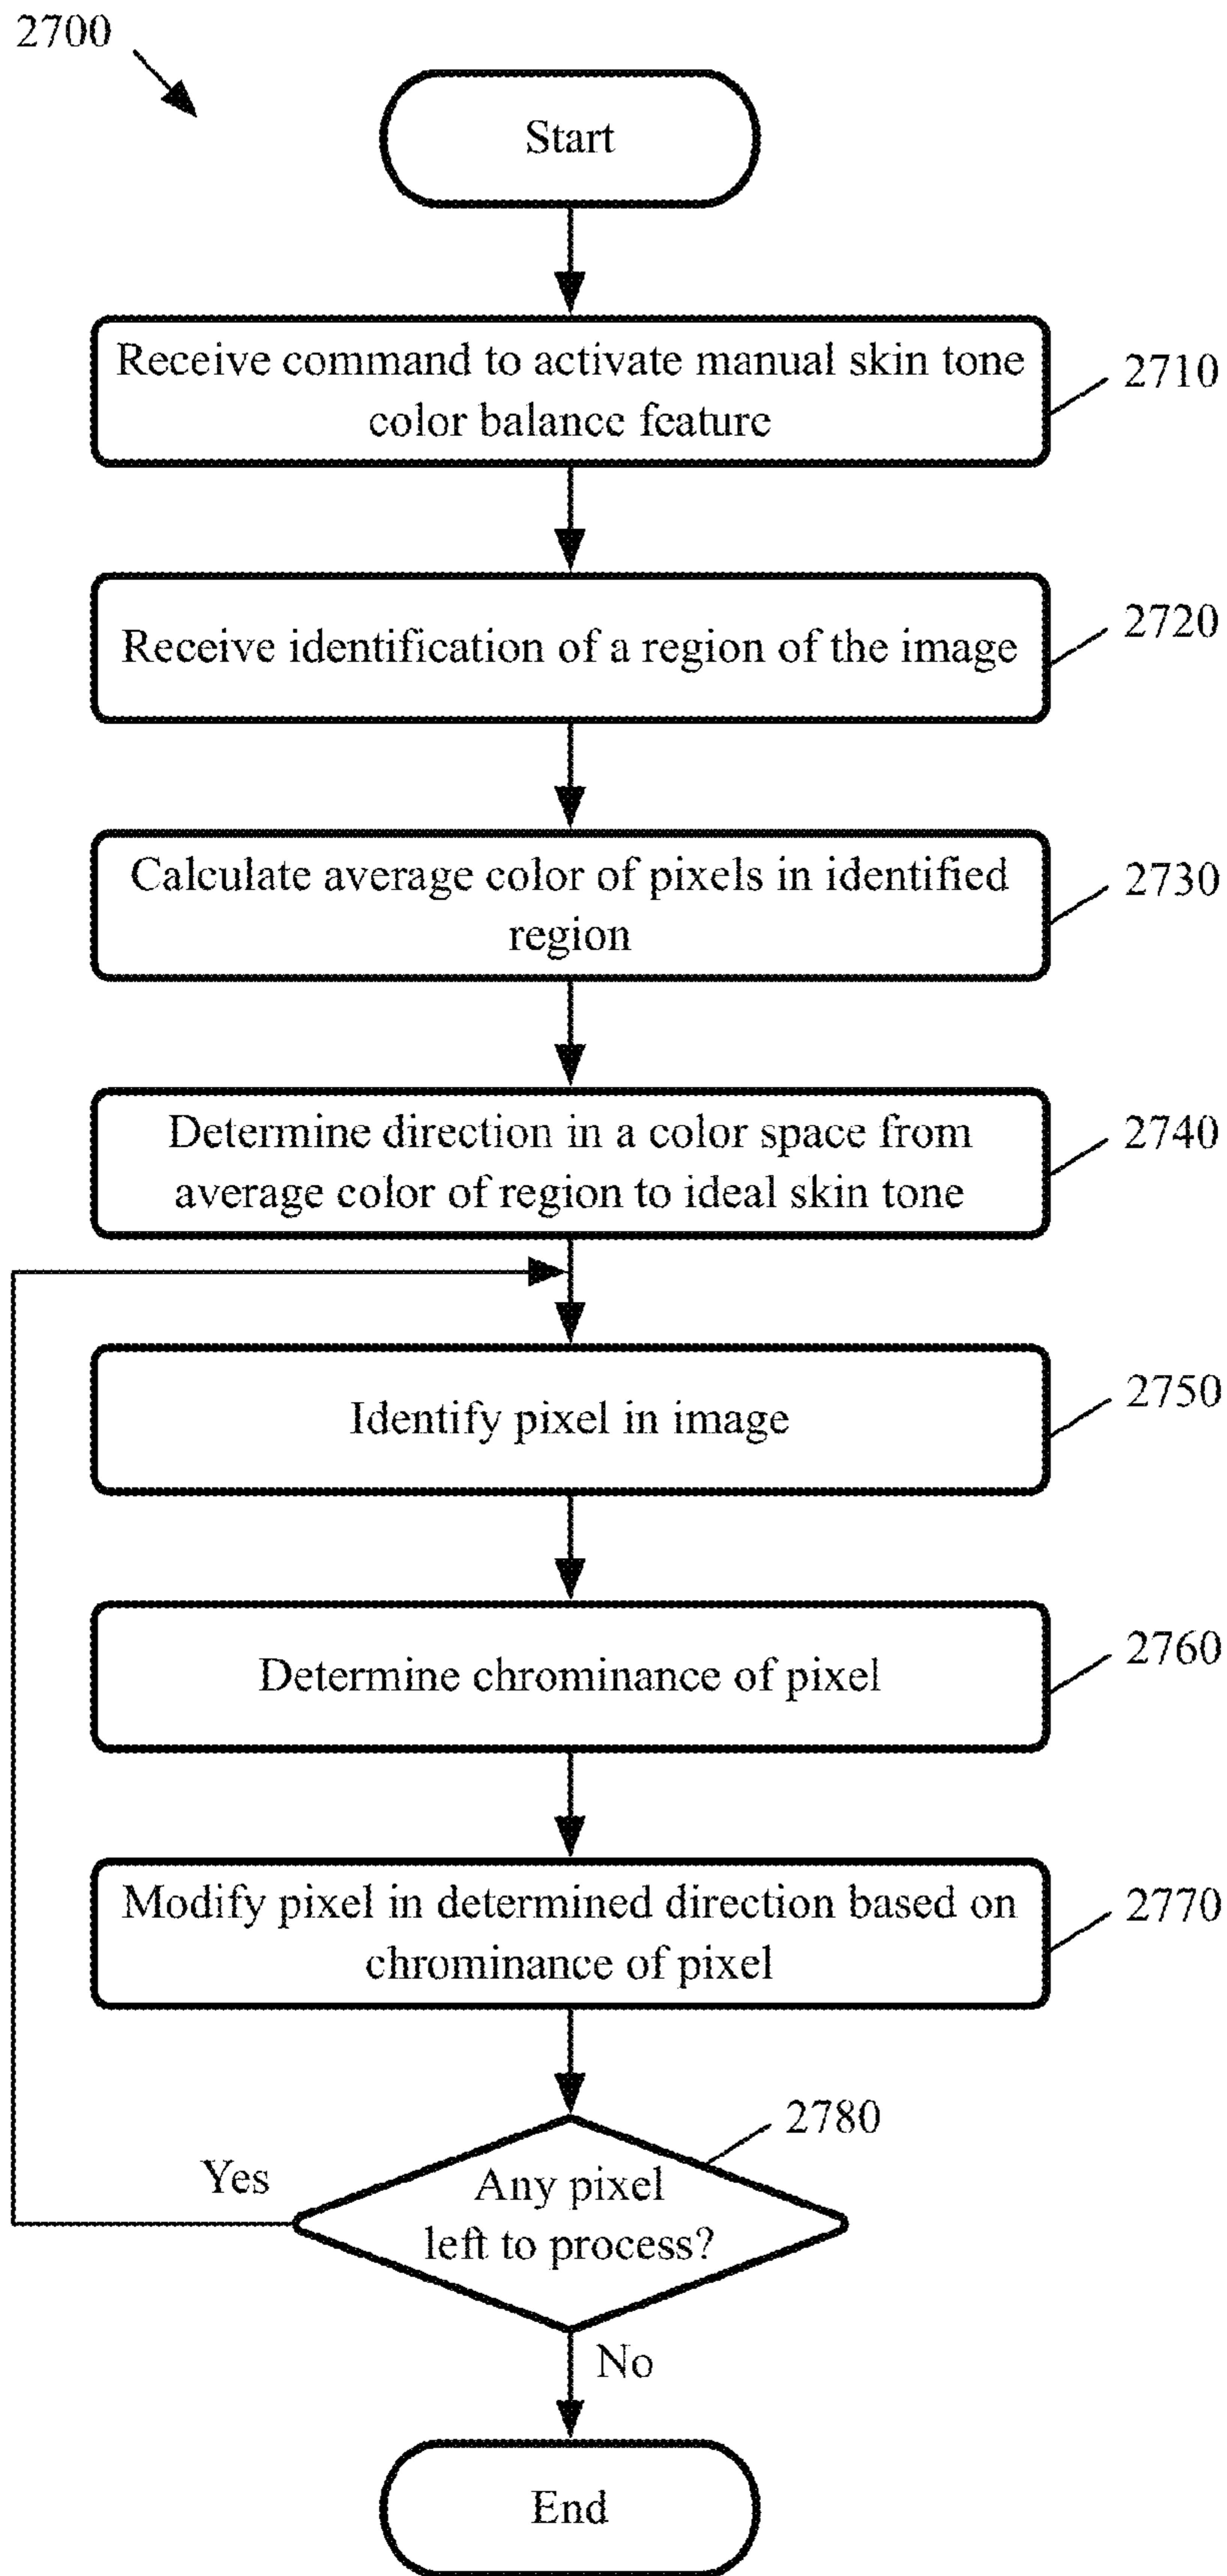 2700
Start
Receive command to activate manual skin tone
color balance feature
2710
Receive identification of a region of the image
2720
Calculate average color of pixels in identified
region
2730
Determine direction in a color space from
average color of region to ideal skin tone
2740
Identify pixel in image
2750
Determine chrominance of pixel
2760
Modify pixel in determined direction based on
chrominance of pixel
2770
2780
Yes
Any pixel
left to process?
No
End